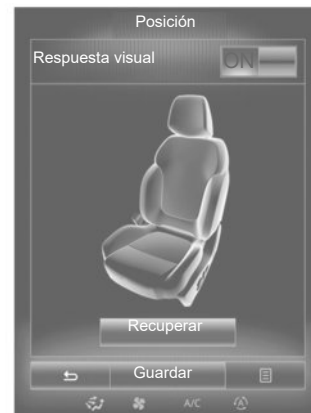 Posición
Respuesta visual ON
Recuperar
Guardar
A/C